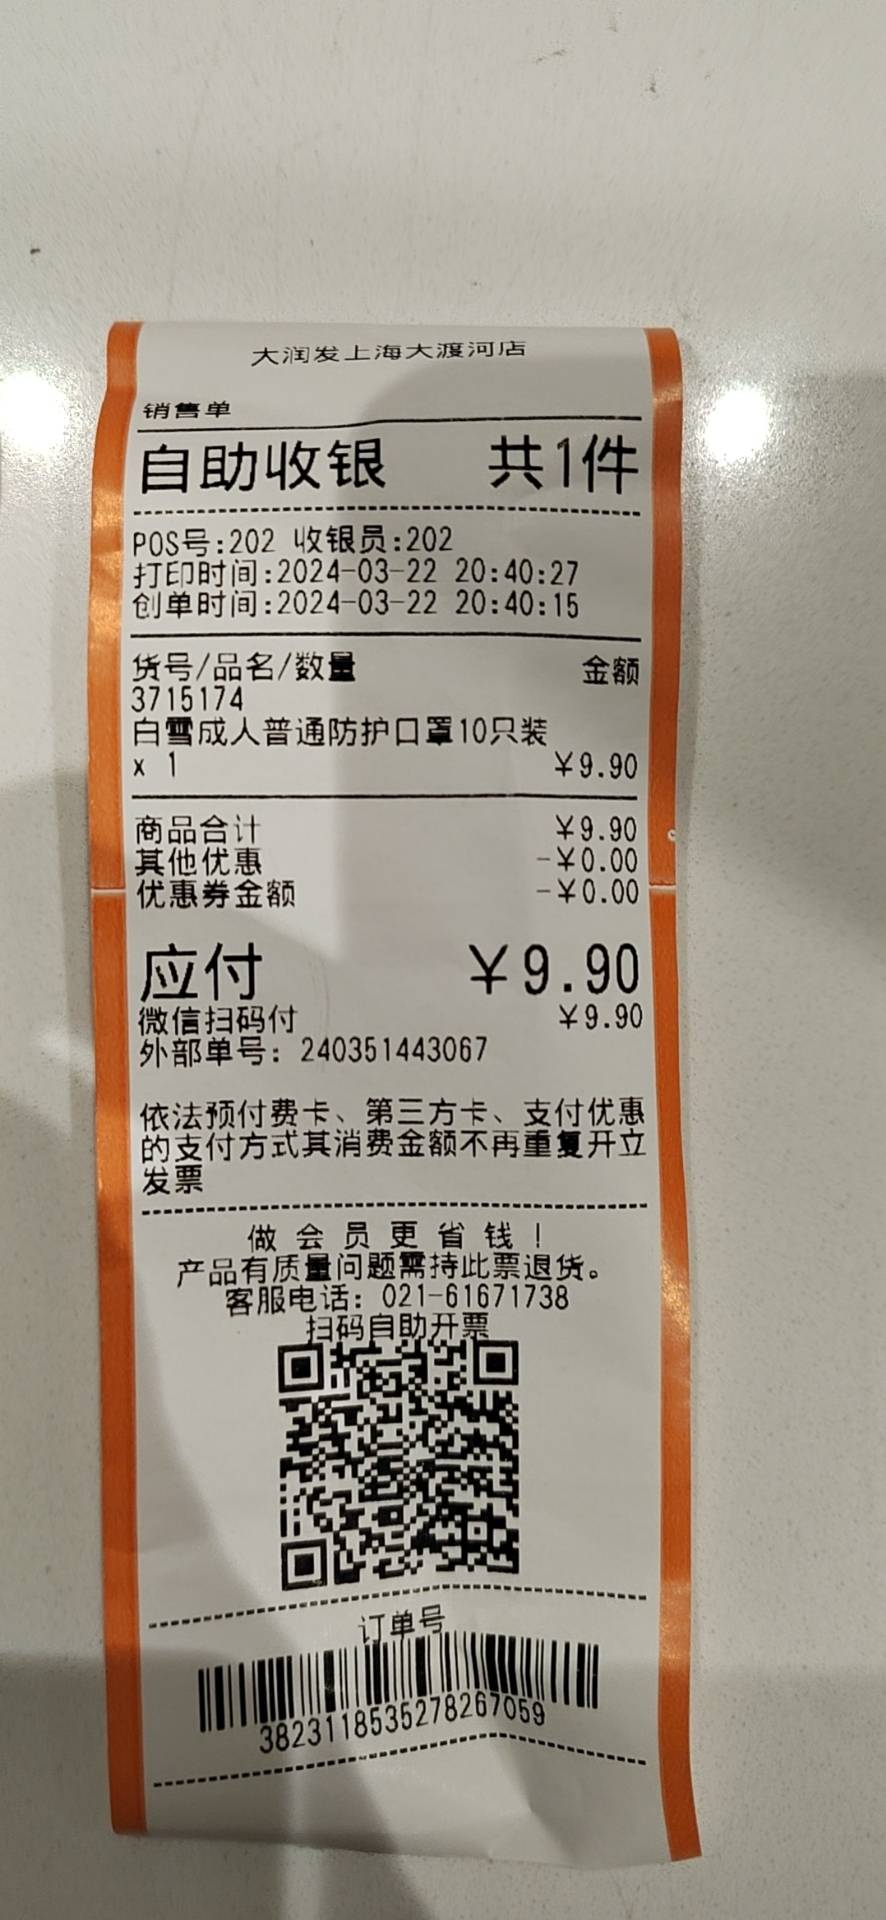 大润发上海大渡河店
销售单
自助收银 共1件
POS号:202 收银员:202
打印时间:2024-03-22 20:40:27
创单时间:2024-03-22 20:40:15
货号/品名/数量 金额
3715174
白雪成人普通防护口罩10只装
x 1 ￥9.90
商品合计 ￥9.90
其他优惠 -￥0.00
优惠券金额 -￥0.00
应付 ￥9.90
微信扫码付 ￥9.90
外部单号: 240351443067
依法预付费卡、第三方卡、支付优惠
的支付方式其消费金额不再重复开立
发票
做会员更省钱!
产品有质量问题需持此票退货。
客服电话: 021-61671738
扫码自助开票
订单号
3823118535278267059